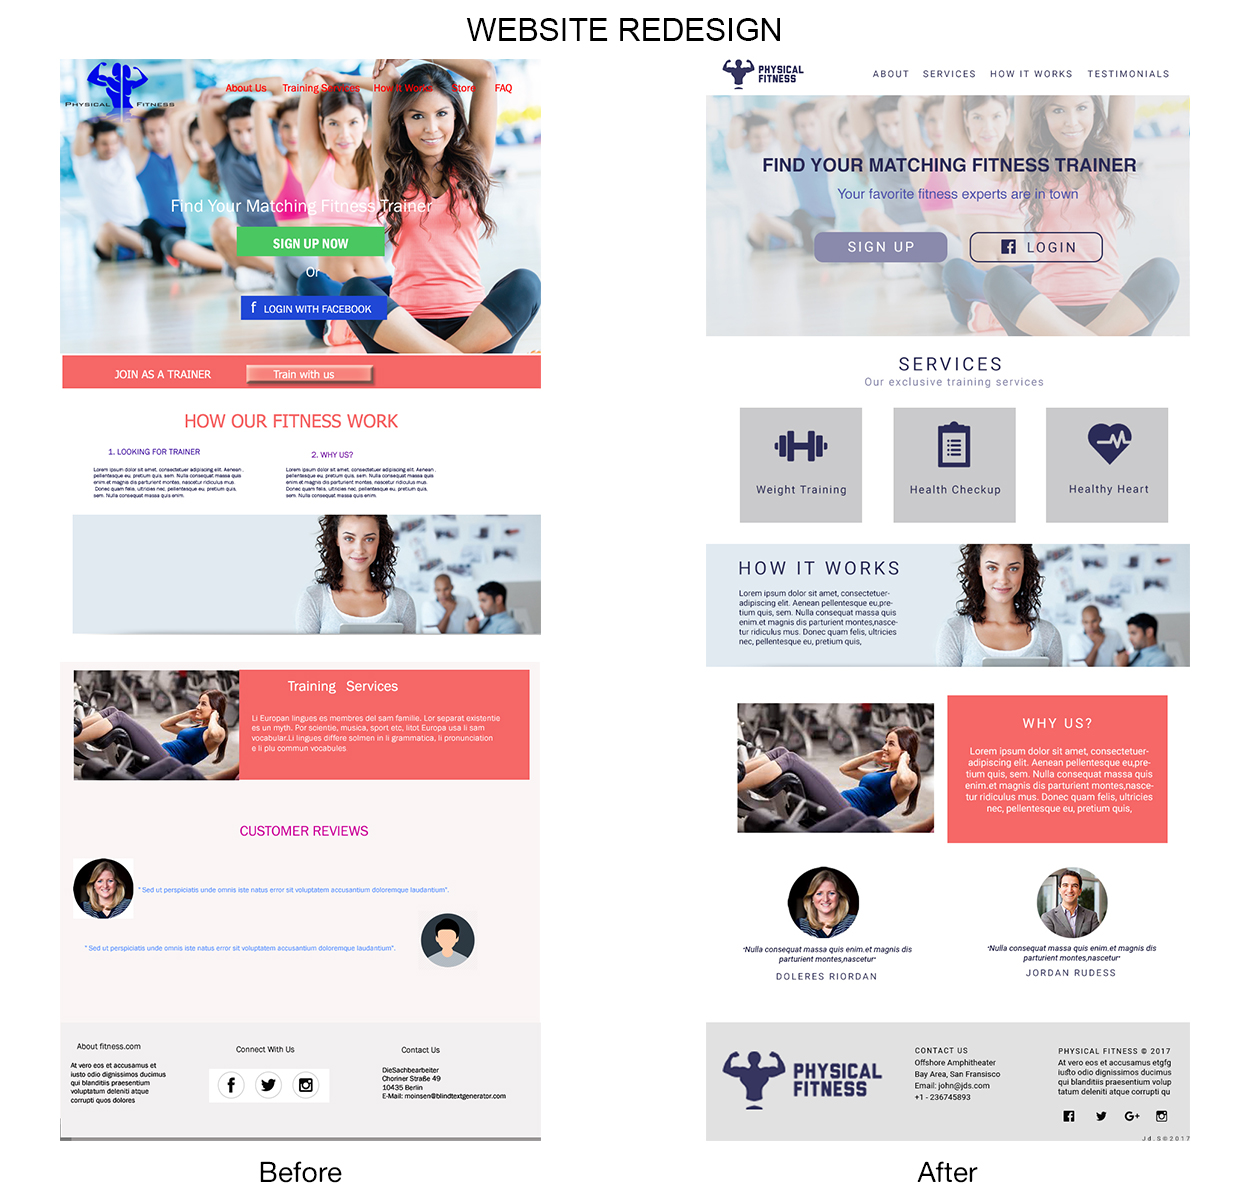 WEBSITE REDESIGN
PHYSICAL FITNESS
About Us Training Services How It Works Store FAQ
Find Your Matching Fitness Trainer
SIGN UP NOW
Or
f LOGIN WITH FACEBOOK
JOIN AS A TRAINER Train with us
HOW OUR FITNESS WORK
1. LOOKING FOR TRAINER
Lorem ipsum dolor sit amet, consectetuer adipiscing elit. Aenean .
pellentesque eu, pretium quis, sem. Nulla consequat massa quis
enim.et magnis dis parturient montes, nascetur ridiculus mus.
Donec quam felis, ultricies nec, pellentesque eu, pretium quis,
sem. Nulla consequat massa quis enim.
2. WHY US?
Lorem ipsum dolor sit amet, consectetuer adipiscing elit. Aenean .
pellentesque eu, pretium quis, sem. Nulla consequat massa quis
enim.et magnis dis parturient montes, nascetur ridiculus mus.
Donec quam felis, ultricies nec, pellentesque eu, pretium quis,
sem. Nulla consequat massa quis enim.
Training Services
Li Europan lingues es membres del sam familie. Lor separat existentie
es un myth. Por scientie, musica, sport etc, litot Europa usa li sam
vocabular.Li lingues differe solmen in li grammatica, li pronunciation
e li plu commun vocabules
CUSTOMER REVIEWS
" Sed ut perspiciatis unde omnis iste natus error sit voluptatem accusantium doloremque laudantium".
" Sed ut perspiciatis unde omnis iste natus error sit voluptatem accusantium doloremque laudantium".
About fitness.com
At vero eos et accusamus et
iusto odio dignissimos ducimus
qui blanditiis praesentium
voluptatum deleniti atque
corrupti quos dolores
Connect With Us
Contact Us
DieSachbearbeiter
Choriner Straße 49
10435 Berlin
E-Mail: moinsen@blindtextgenerator.com
Before
PHYSICAL
FITNESS
ABOUT SERVICES HOW IT WORKS TESTIMONIALS
FIND YOUR MATCHING FITNESS TRAINER
Your favorite fitness experts are in town
SIGN UP LOGIN
SERVICES
Our exclusive training services
Weight Training Health Checkup Healthy Heart
HOW IT WORKS
Lorem ipsum dolor sit amet, consectetuer-
adipiscing elit. Aenean pellentesque eu,pre-
tium quis, sem. Nulla consequat massa quis
enim.et magnis dis parturient montes,nasce-
tur ridiculus mus. Donec quam felis, ultricies
nec, pellentesque eu, pretium quis,
WHY US?
Lorem ipsum dolor sit amet, consectetuer-
adipiscing elit. Aenean pellentesque eu,pre-
tium quis, sem. Nulla consequat massa quis
enim.et magnis dis parturient montes,nasce-
tur ridiculus mus. Donec quam felis, ultricies
nec, pellentesque eu, pretium quis,
"Nulla consequat massa quis enim.et magnis dis
parturient montes,nascetur"
DOLERES RIORDAN
"Nulla consequat massa quis enim.et magnis dis
parturient montes,nascetur"
JORDAN RUDESS
PHYSICAL
FITNESS
CONTACT US
Offshore Amphitheater
Bay Area, San Fransisco
Email: john@jds.com
+1 - 236745893
PHYSICAL FITNESS © 2017
At vero eos et accusamus etgfg
iusto odio dignissimos ducimus
qui blanditiis praesentium volup
tatum deleniti atque corrupti qu
Jd.S©2017
After